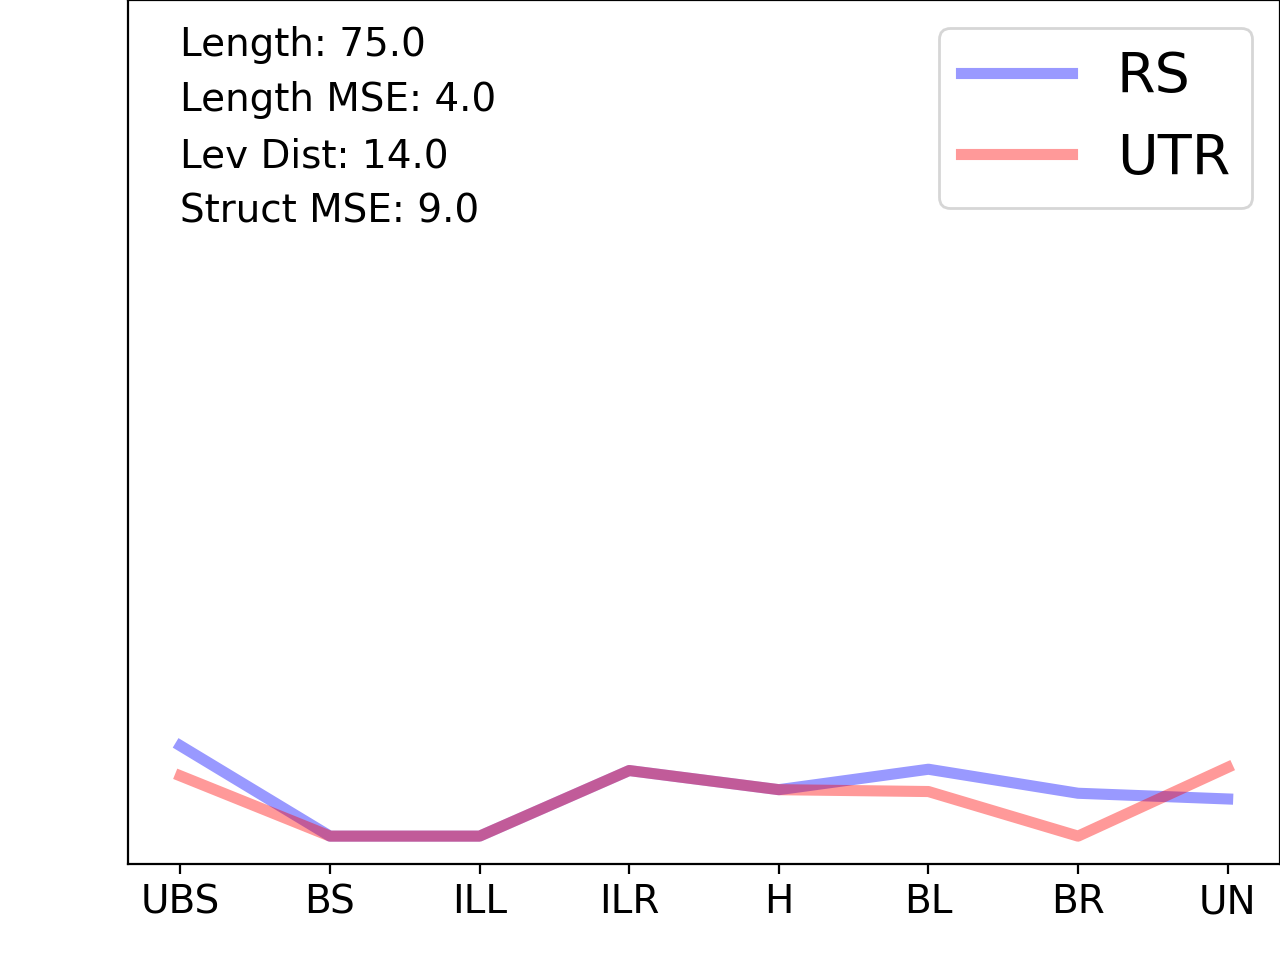 Length: 75.0
Length MSE: 4.0
Lev Dist: 14.0
Struct MSE: 9.0
RS
UTR
UBS BS ILL ILR H BL BR UN